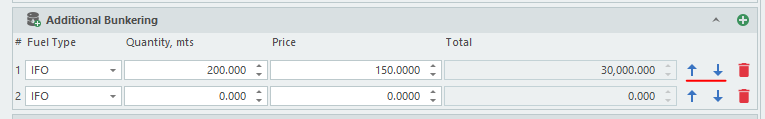 Additional Bunkering
# Fuel Type Quantity, mts Price Total
1 IFO 200.000 150.0000 30,000.000
2 IFO 0.000 0.0000 0.000